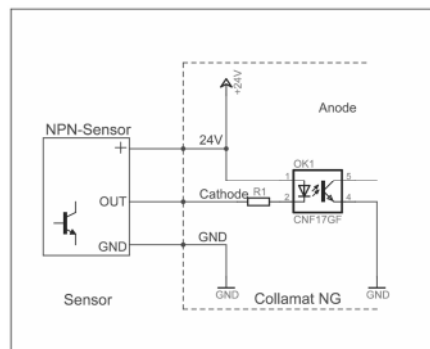 +24V
Anode
NPN-Sensor
+
24V
OK1
1
5
OUT
Cathode
R1
2
4
CNF17GF
GND
GND
Sensor
GND
Collamat NG
GND